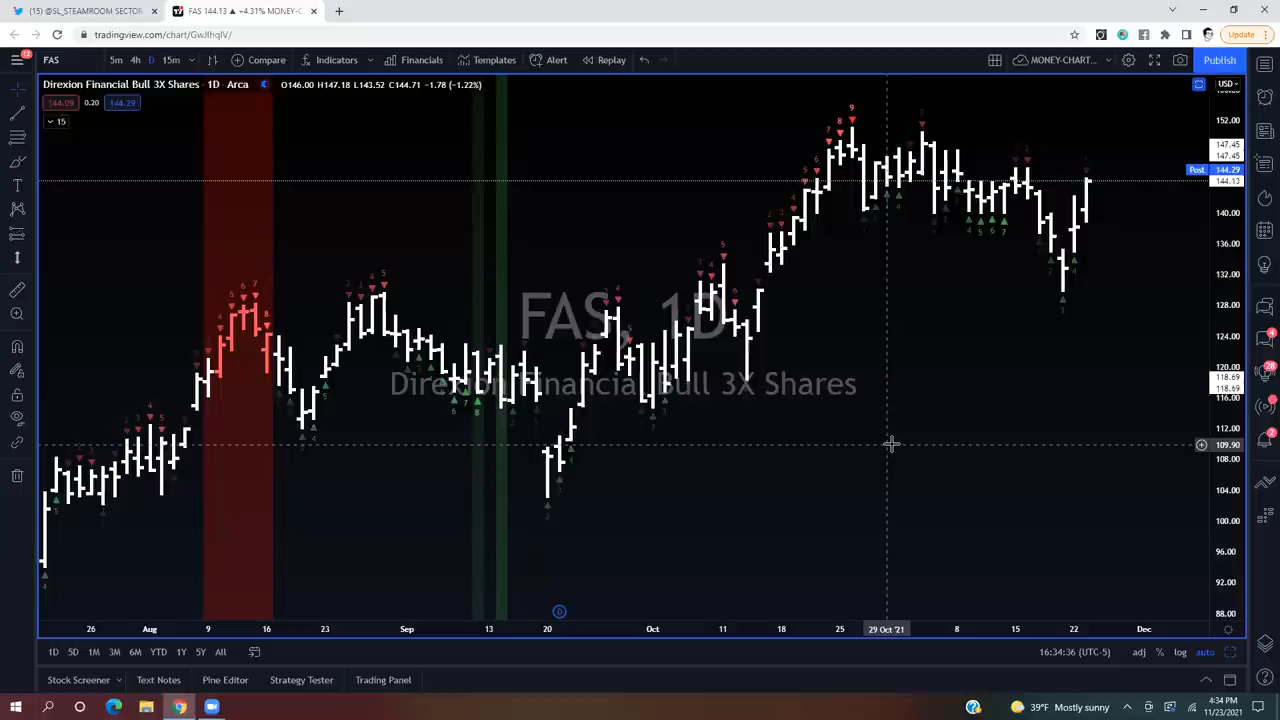 (15) @SL_STEAMROOM SECTOR
FAS 144.13 ▲ +4.31% MONEY-C
tradingview.com/chart/GwJIhqIV/
Update
12
FAS
5m 4h D 15m
Compare
Indicators
Financials
Templates
Alert
Replay
MONEY-CHART...
Publish
Direxion Financial Bull 3X Shares · 1D · Arca
O146.00 H147.18 L143.52 C144.71 −1.78 (−1.22%)
USD
144.09 0.20 144.29
15
152.00
147.45
147.45
Post 144.29
144.13
140.00
136.00
132.00
128.00
124.00
120.00
118.69
118.69
116.00
112.00
109.90
108.00
104.00
100.00
96.00
92.00
88.00
FAS, 1D
Direxion Financial Bull 3X Shares
D
26 Aug 9 16 23 Sep 13 20 Oct 11 18 25 29 Oct '21 8 15 22 Dec
1D 5D 1M 3M 6M YTD 1Y 5Y All
16:34:36 (UTC-5) adj % log auto
Stock Screener Text Notes Pine Editor Strategy Tester Trading Panel
4
28
2
39°F Mostly sunny
4:34 PM
11/23/2021